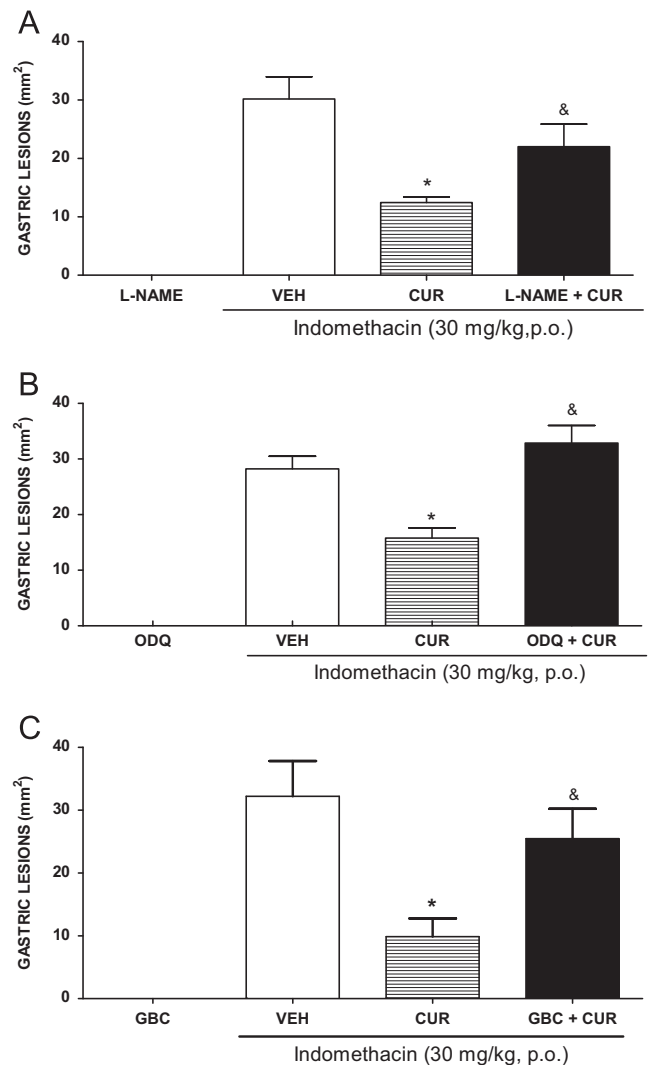 A
GASTRIC LESIONS (mm²)
40
30
20
10
0
*
&
L-NAME VEH CUR L-NAME + CUR
Indomethacin (30 mg/kg,p.o.)
B
GASTRIC LESIONS (mm²)
40
30
20
10
0
*
&
ODQ VEH CUR ODQ + CUR
Indomethacin (30 mg/kg, p.o.)
C
GASTRIC LESIONS (mm²)
40
30
20
10
0
*
&
GBC VEH CUR GBC + CUR
Indomethacin (30 mg/kg, p.o.)